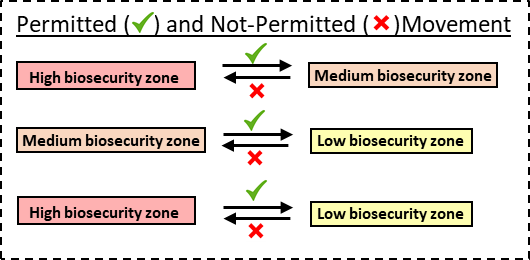 Permitted (✓) and Not-Permitted (✗)Movement
High biosecurity zone
Medium biosecurity zone
Medium biosecurity zone
Low biosecurity zone
High biosecurity zone
Low biosecurity zone